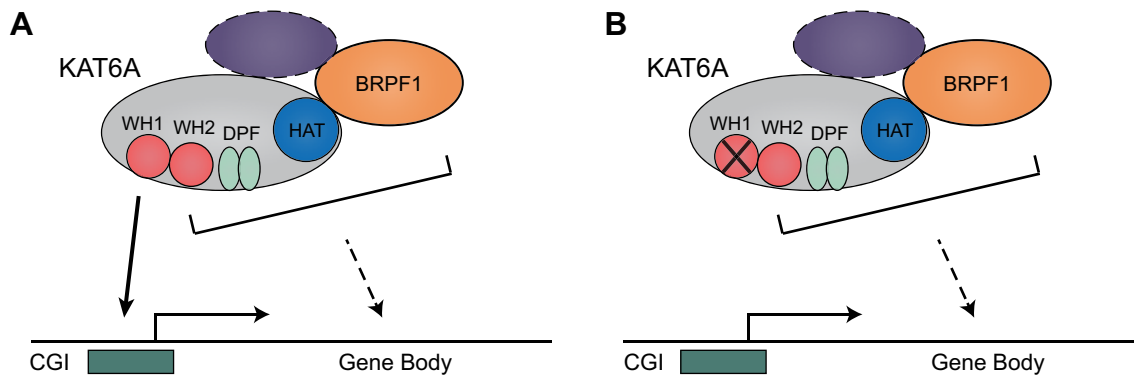 A
KAT6A
BRPF1
WH1
WH2
DPF
HAT
CGI
Gene Body
B
KAT6A
BRPF1
WH1
WH2
DPF
HAT
CGI
Gene Body